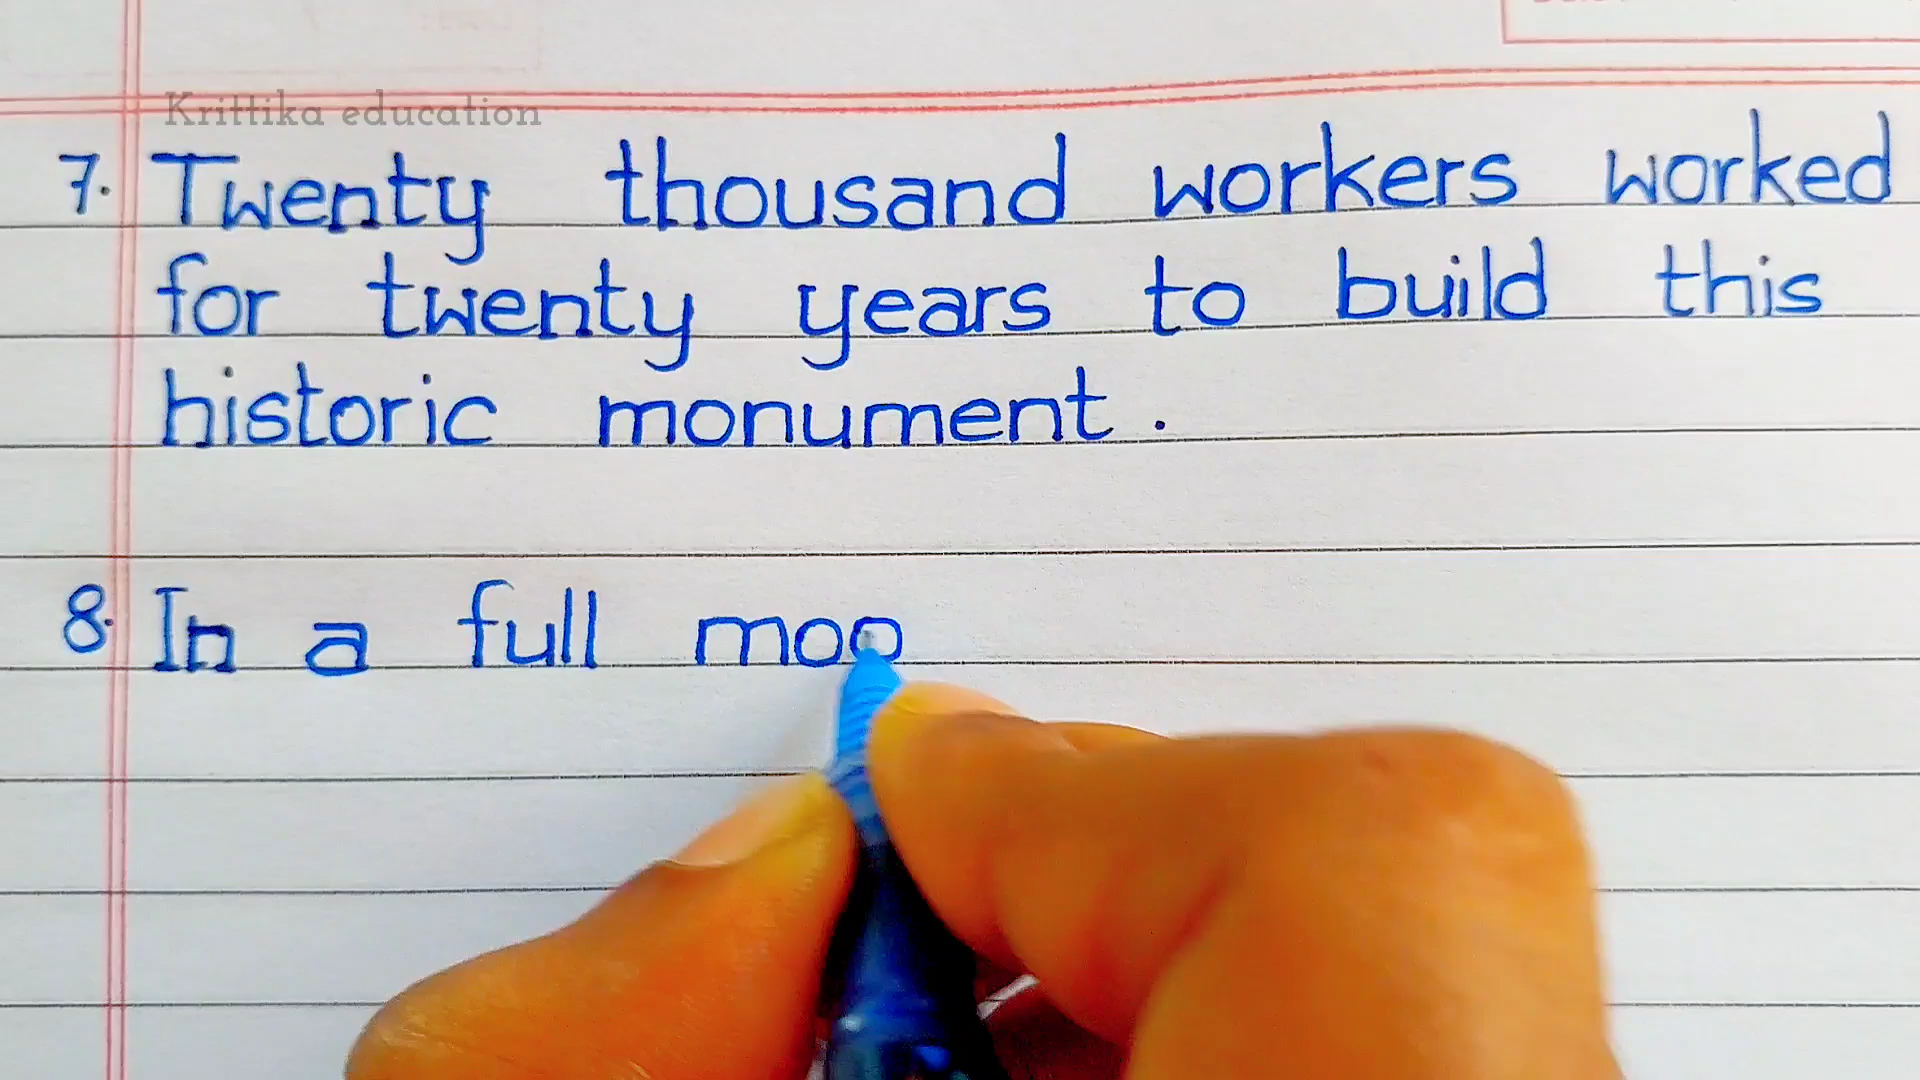 Krittika education
7. Twenty thousand workers worked
for twenty years to build this
historic monument.
8. In a full moo